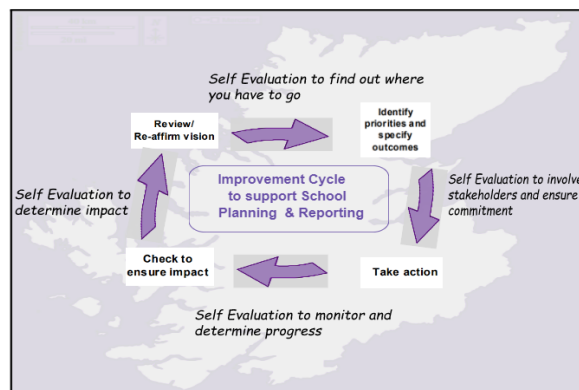 Self Evaluation to find out where
you have to go
Review/
Re-affirm vision
Identify
priorities and
specify
outcomes
Self Evaluation to
determine impact
Improvement Cycle
to support School
Planning & Reporting
Self Evaluation to involve
stakeholders and ensure
commitment
Check to
ensure impact
Take action
Self Evaluation to monitor and
determine progress